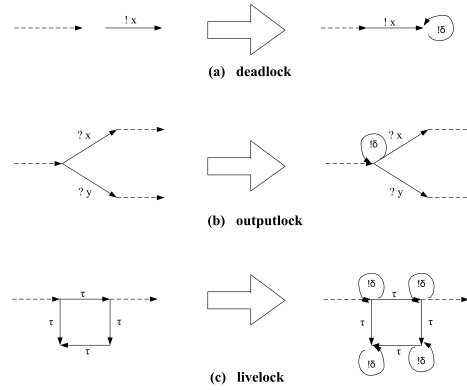 ! x
! x
!δ
(a) deadlock
? x
? y
!δ
? x
? y
(b) outputlock
τ
τ
τ
τ
!δ
!δ
τ
τ
τ
τ
!δ
!δ
(c) livelock